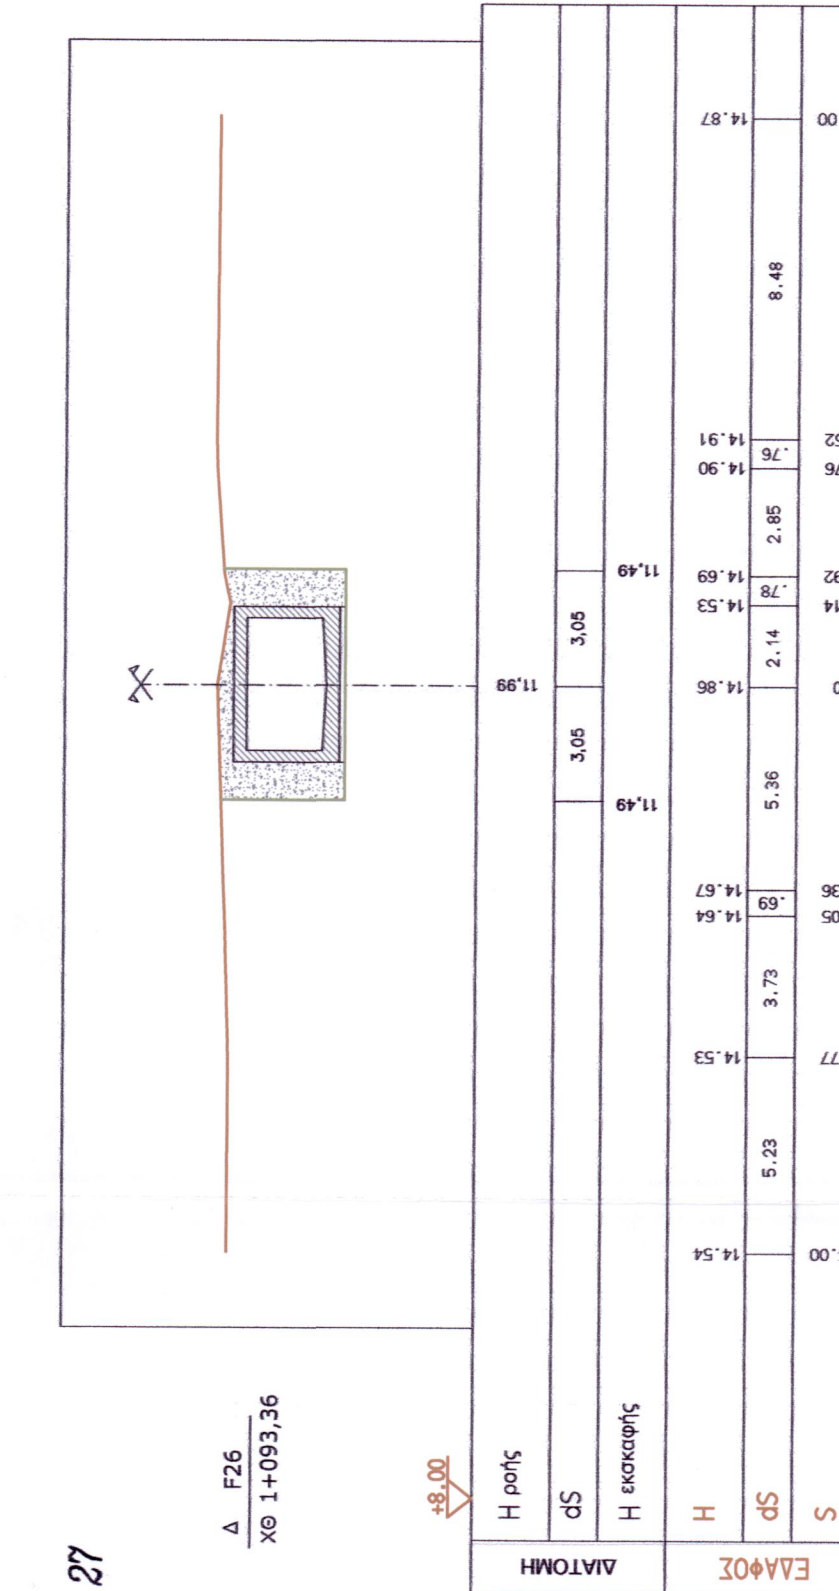 27
Δ F26
ΧΘ 1+093,36
+8.00
ΔΙΑΤΟΜΗ
Η ροής
11,99
dS
3,05 3,05
Η εκσκαφής
11,49 11,49
ΕΔΑΦΟΣ
H
14.54 14.53 14.64 14.67 14.86 14.53 14.69 14.90 14.91 14.87
dS
5.23 3.73 .69 5.36 2.14 .78 2.85 .76 8.48
S